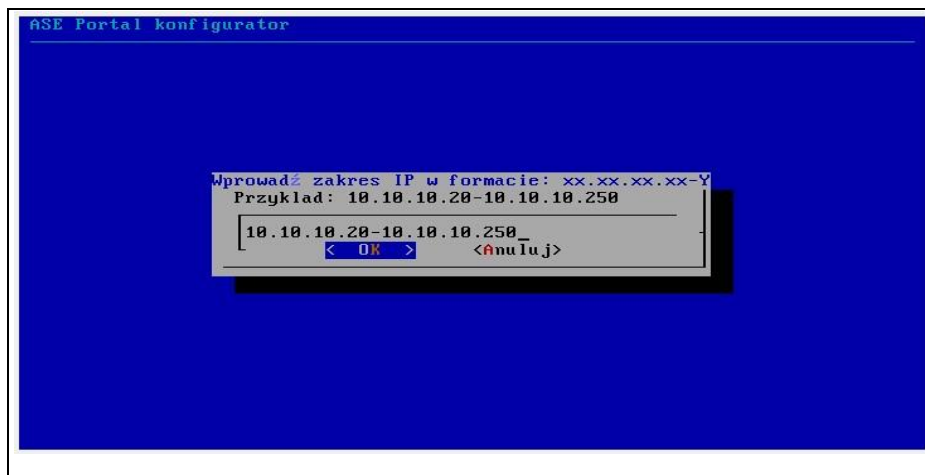 ASE Portal konfigurator
Wprowadź zakres IP w formacie: xx.xx.xx.xx-Y
Przyklad: 10.10.10.20-10.10.10.250
10.10.10.20-10.10.10.250_
< OK > <Anuluj>